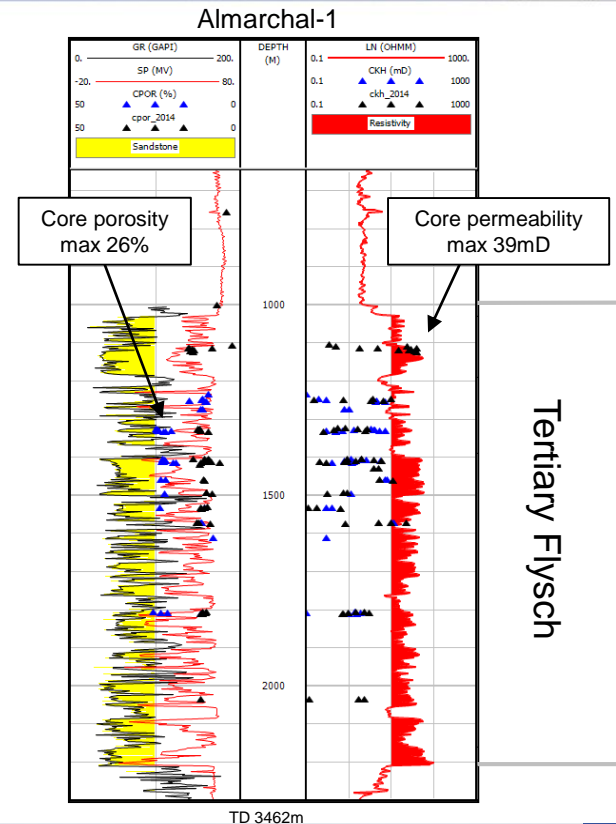 Almarchal-1
GR (GAPI)
0. 200.
SP (MV)
-20. 80.
CPOR (%)
50 0
cpor_2014
50 0
Sandstone
DEPTH
(M)
LN (OHMM)
0.1 1000.
CKH (mD)
0.1 1000
ckh_2014
0.1 1000
Resistivity
Core porosity
max 26%
Core permeability
max 39mD
1000
1500
2000
Tertiary Flysch
TD 3462m